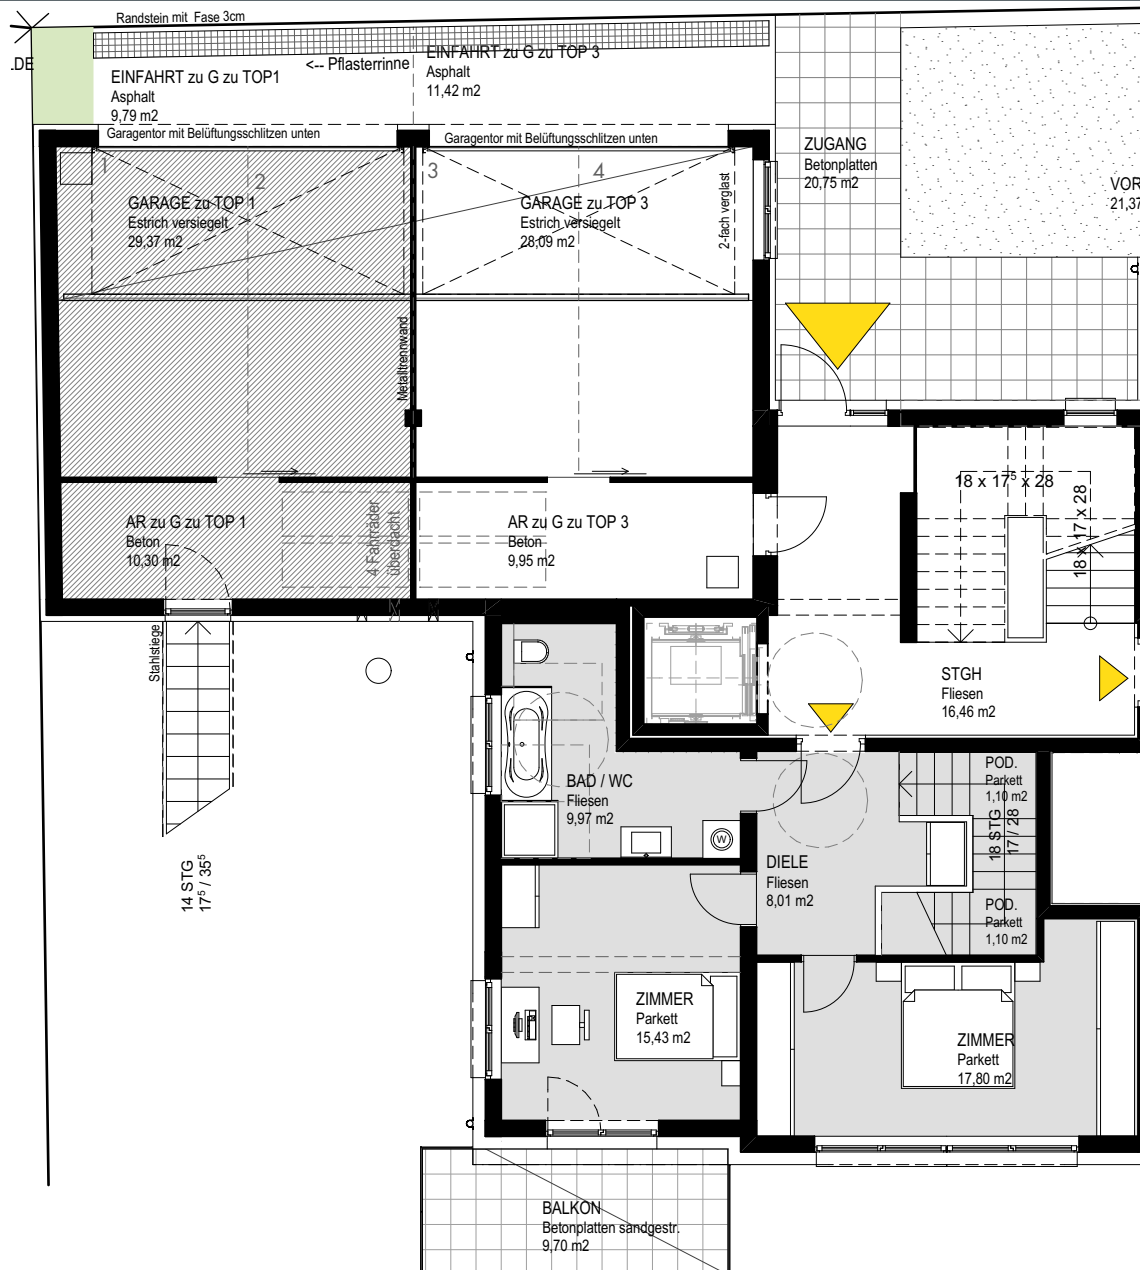 Randstein mit Fase 3cm
.DE
EINFAHRT zu G zu TOP1
Asphalt
9,79 m2
<-- Pflasterrinne
EINFAHRT zu G zu TOP 3
Asphalt
11,42 m2
Garagentor mit Belüftungsschlitzen unten
Garagentor mit Belüftungsschlitzen unten
ZUGANG
Betonplatten
20,75 m2
VOR
21,37
1
2
3
4
GARAGE zu TOP 1
Estrich versiegelt
29,37 m2
GARAGE zu TOP 3
Estrich versiegelt
28,09 m2
2-fach verglast
Metalltrennwand
AR zu G zu TOP 1
Beton
10,30 m2
4 Fahrräder
überdacht
AR zu G zu TOP 3
Beton
9,95 m2
18 x 17⁵ x 28
18 x 17 x 28
Stahlstiege
14 STG
17⁵ / 35⁵
STGH
Fliesen
16,46 m2
BAD / WC
Fliesen
9,97 m2
W
DIELE
Fliesen
8,01 m2
POD.
Parkett
1,10 m2
18 STG
17 / 28
POD.
Parkett
1,10 m2
ZIMMER
Parkett
15,43 m2
ZIMMER
Parkett
17,80 m2
BALKON
Betonplatten sandgestr.
9,70 m2